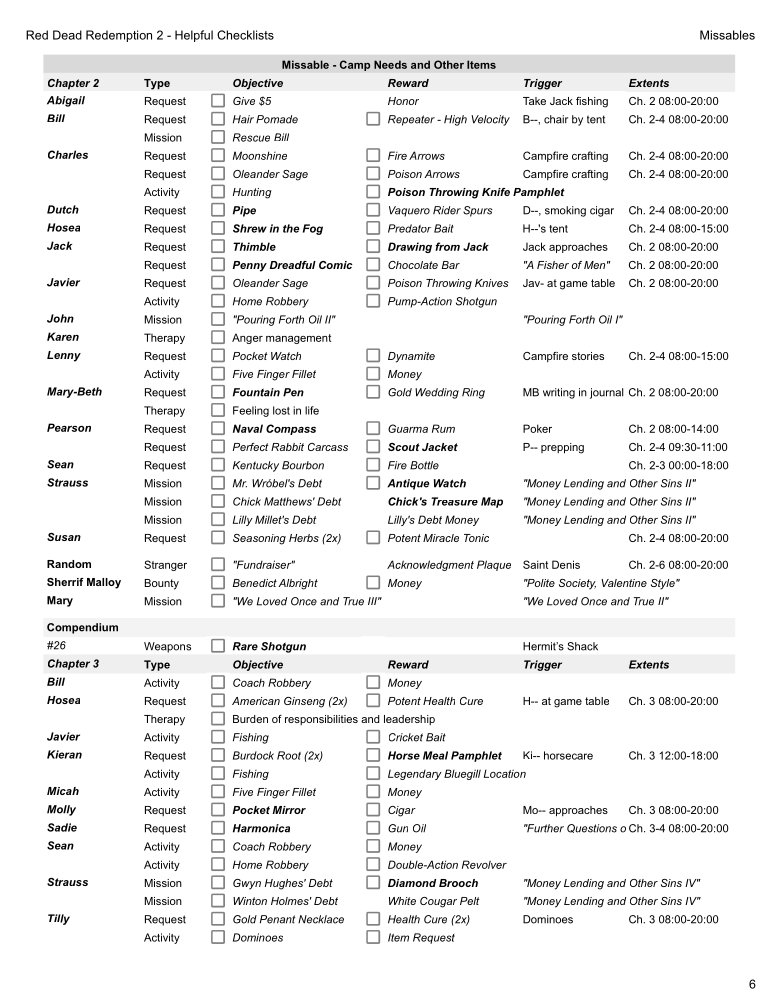 Red Dead Redemption 2 - Helpful Checklists Missables
Missable - Camp Needs and Other Items
Chapter 2 Type Objective Reward Trigger Extents
Abigail Request Give $5 Honor Take Jack fishing Ch. 2 08:00-20:00
Bill Request Hair Pomade Repeater - High Velocity B--, chair by tent Ch. 2-4 08:00-20:00
Mission Rescue Bill
Charles Request Moonshine Fire Arrows Campfire crafting Ch. 2-4 08:00-20:00
Request Oleander Sage Poison Arrows Campfire crafting Ch. 2-4 08:00-20:00
Activity Hunting Poison Throwing Knife Pamphlet
Dutch Request Pipe Vaquero Rider Spurs D--, smoking cigar Ch. 2-4 08:00-20:00
Hosea Request Shrew in the Fog Predator Bait H--'s tent Ch. 2-4 08:00-15:00
Jack Request Thimble Drawing from Jack Jack approaches Ch. 2 08:00-20:00
Request Penny Dreadful Comic Chocolate Bar "A Fisher of Men" Ch. 2 08:00-20:00
Javier Request Oleander Sage Poison Throwing Knives Jav- at game table Ch. 2 08:00-20:00
Activity Home Robbery Pump-Action Shotgun
John Mission "Pouring Forth Oil II" "Pouring Forth Oil I"
Karen Therapy Anger management
Lenny Request Pocket Watch Dynamite Campfire stories Ch. 2-4 08:00-15:00
Activity Five Finger Fillet Money
Mary-Beth Request Fountain Pen Gold Wedding Ring MB writing in journal Ch. 2 08:00-20:00
Therapy Feeling lost in life
Pearson Request Naval Compass Guarma Rum Poker Ch. 2 08:00-14:00
Request Perfect Rabbit Carcass Scout Jacket P-- prepping Ch. 2-4 09:30-11:00
Sean Request Kentucky Bourbon Fire Bottle Ch. 2-3 00:00-18:00
Strauss Mission Mr. Wróbel's Debt Antique Watch "Money Lending and Other Sins II"
Mission Chick Matthews' Debt Chick's Treasure Map "Money Lending and Other Sins II"
Mission Lilly Millet's Debt Lilly's Debt Money "Money Lending and Other Sins II"
Susan Request Seasoning Herbs (2x) Potent Miracle Tonic Ch. 2-4 08:00-20:00
Random Stranger "Fundraiser" Acknowledgment Plaque Saint Denis Ch. 2-6 08:00-20:00
Sherrif Malloy Bounty Benedict Albright Money "Polite Society, Valentine Style"
Mary Mission "We Loved Once and True III" "We Loved Once and True II"
Compendium
#26 Weapons Rare Shotgun Hermit's Shack
Chapter 3 Type Objective Reward Trigger Extents
Bill Activity Coach Robbery Money
Hosea Request American Ginseng (2x) Potent Health Cure H-- at game table Ch. 3 08:00-20:00
Therapy Burden of responsibilities and leadership
Javier Activity Fishing Cricket Bait
Kieran Request Burdock Root (2x) Horse Meal Pamphlet Ki-- horsecare Ch. 3 12:00-18:00
Activity Fishing Legendary Bluegill Location
Micah Activity Five Finger Fillet Money
Molly Request Pocket Mirror Cigar Mo-- approaches Ch. 3 08:00-20:00
Sadie Request Harmonica Gun Oil "Further Questions o Ch. 3-4 08:00-20:00
Sean Activity Coach Robbery Money
Activity Home Robbery Double-Action Revolver
Strauss Mission Gwyn Hughes' Debt Diamond Brooch "Money Lending and Other Sins IV"
Mission Winton Holmes' Debt White Cougar Pelt "Money Lending and Other Sins IV"
Tilly Request Gold Penant Necklace Health Cure (2x) Dominoes Ch. 3 08:00-20:00
Activity Dominoes Item Request
6